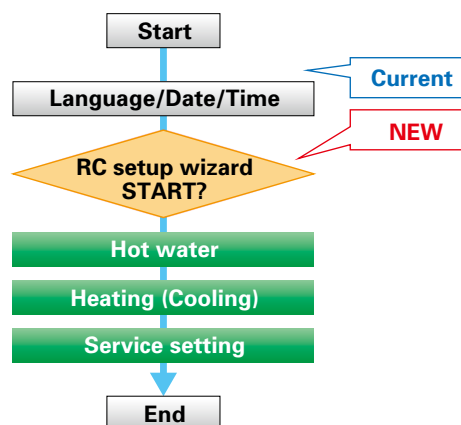 Start
Current
Language/Date/Time
NEW
RC setup wizard
START?
Hot water
Heating (Cooling)
Service setting
End